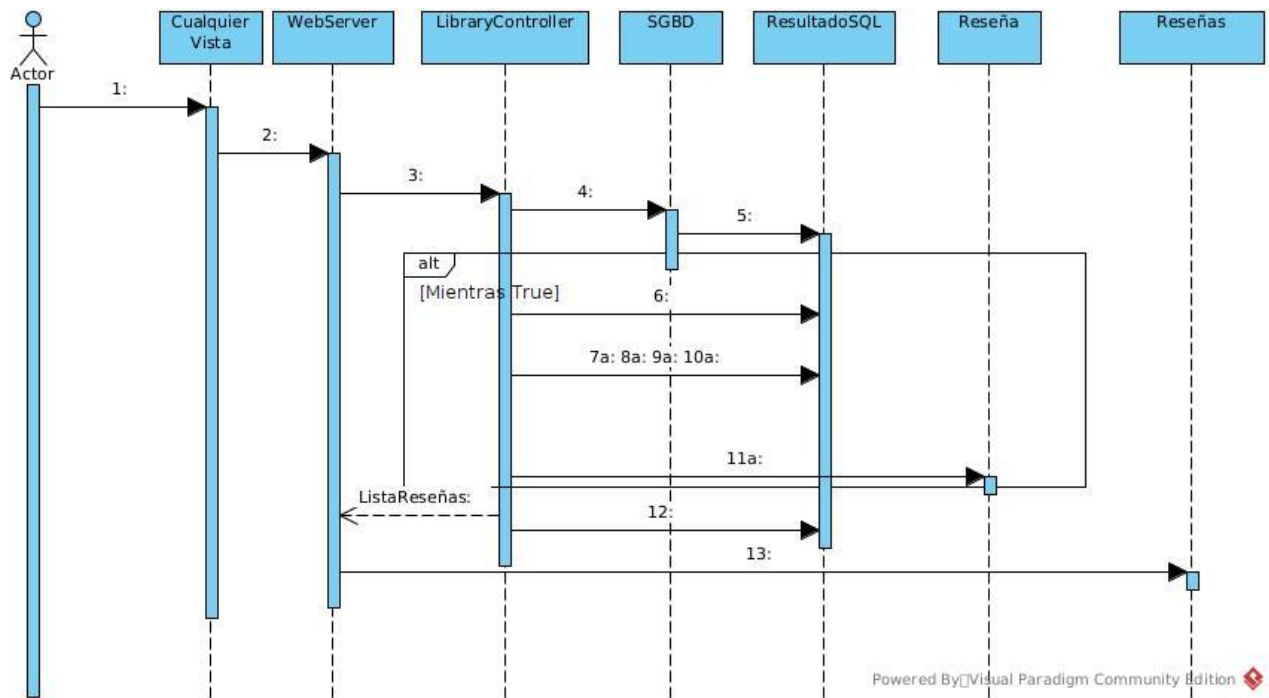 Actor
Cualquier
Vista
WebServer
LibraryController
SGBD
ResultadoSQL
Reseña
Reseñas
1:
2:
3:
4:
5:
alt
[Mientras True]
6:
7a: 8a: 9a: 10a:
11a:
ListaReseñas:
12:
13:
Powered By□Visual Paradigm Community Edition